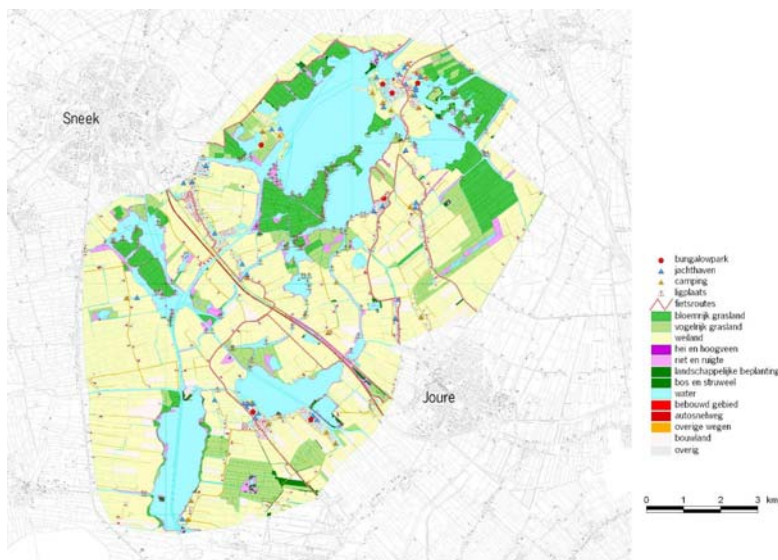 Sneek
Joure
bungalowpark
jachthaven
camping
ligplaats
fietsroutes
bloemrijk grasland
vogelrijk grasland
weiland
hei en hoogveen
riet en ruigte
landschappelijke beplanting
bos en struweel
water
bebouwd gebied
autosnelweg
overige wegen
bouwland
overig
0 1 2 3 km